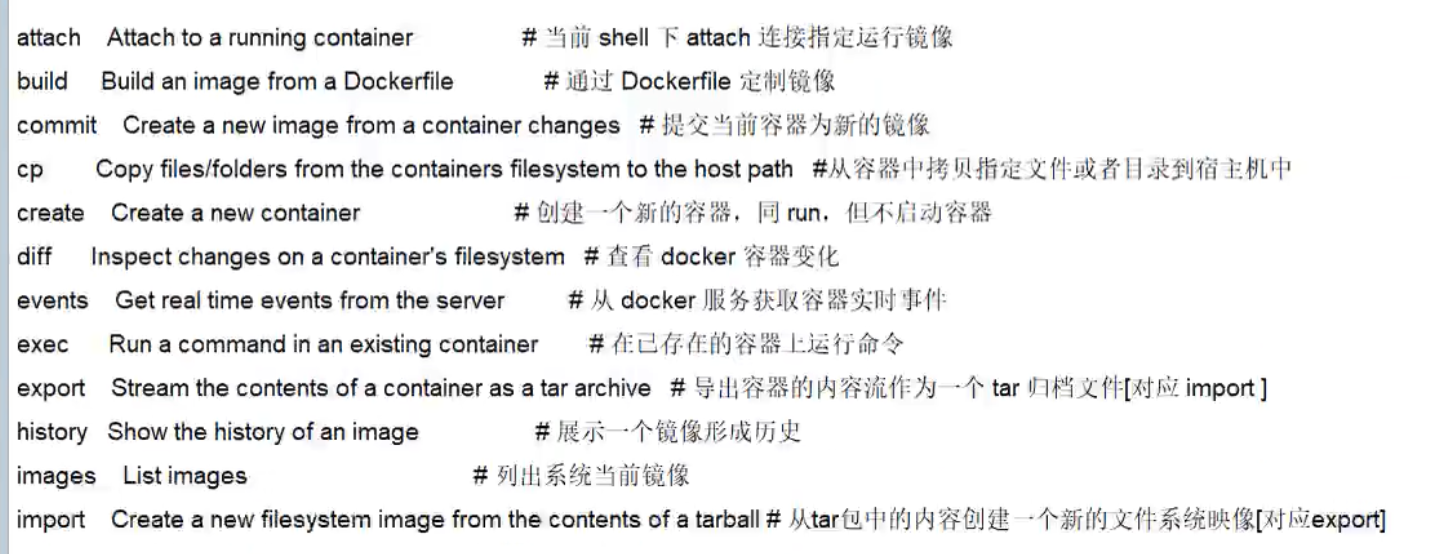 attach Attach to a running container # 当前 shell 下 attach 连接指定运行镜像
build Build an image from a Dockerfile # 通过 Dockerfile 定制镜像
commit Create a new image from a container changes # 提交当前容器为新的镜像
cp Copy files/folders from the containers filesystem to the host path #从容器中拷贝指定文件或者目录到宿主机中
create Create a new container # 创建一个新的容器，同 run，但不启动容器
diff Inspect changes on a container's filesystem # 查看 docker 容器变化
events Get real time events from the server # 从 docker 服务获取容器实时事件
exec Run a command in an existing container # 在已存在的容器上运行命令
export Stream the contents of a container as a tar archive # 导出容器的内容流作为一个 tar 归档文件[对应 import ]
history Show the history of an image # 展示一个镜像形成历史
images List images # 列出系统当前镜像
import Create a new filesystem image from the contents of a tarball # 从tar包中的内容创建一个新的文件系统映像[对应export]